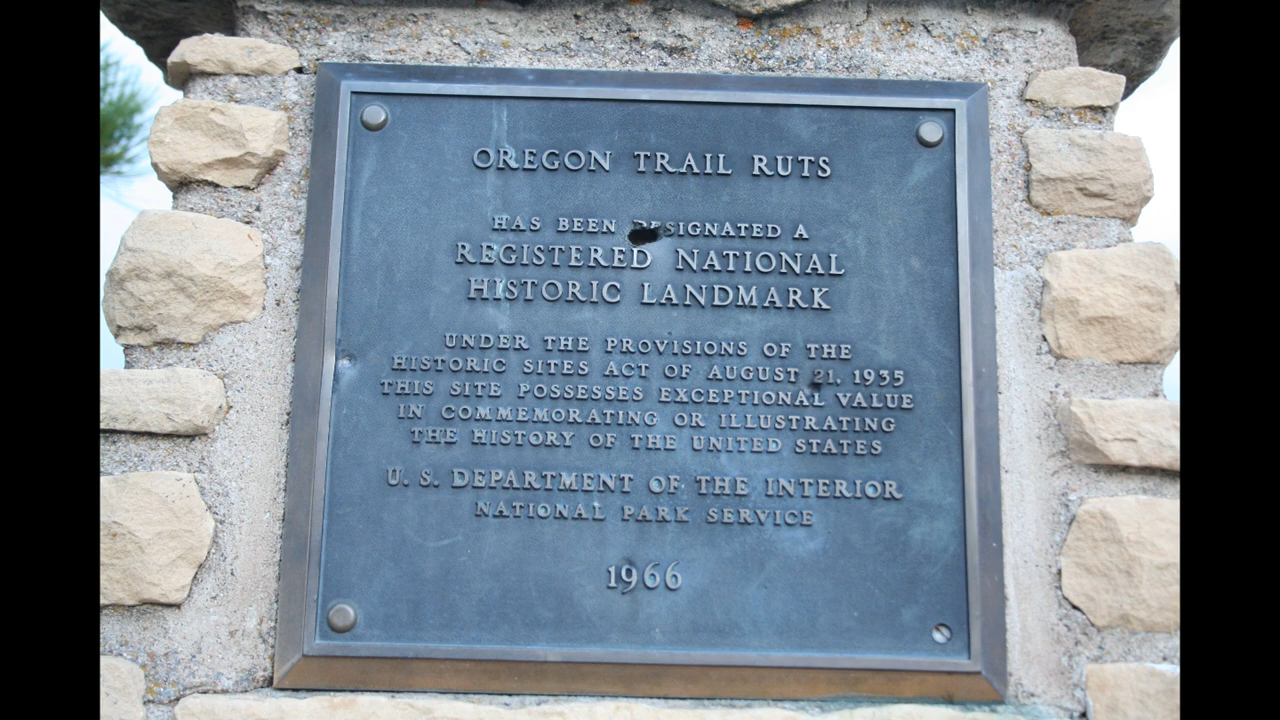 OREGON TRAIL RUTS
HAS BEEN DESIGNATED A
REGISTERED NATIONAL
HISTORIC LANDMARK
UNDER THE PROVISIONS OF THE
HISTORIC SITES ACT OF AUGUST 21, 1935
THIS SITE POSSESSES EXCEPTIONAL VALUE
IN COMMEMORATING OR ILLUSTRATING
THE HISTORY OF THE UNITED STATES
U. S. DEPARTMENT OF THE INTERIOR
NATIONAL PARK SERVICE
1966